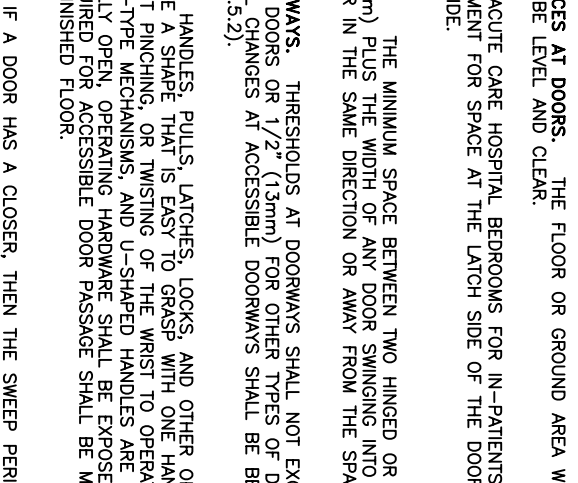 CES AT DOORS. THE FLOOR OR GROUND AREA W
BE LEVEL AND CLEAR.
ACUTE CARE HOSPITAL BEDROOMS FOR IN-PATIENTS
MENT FOR SPACE AT THE LATCH SIDE OF THE DOOR
IDE.
THE MINIMUM SPACE BETWEEN TWO HINGED OR
m) PLUS THE WIDTH OF ANY DOOR SWINGING INTO
R IN THE SAME DIRECTION OR AWAY FROM THE SPA
WAYS. THRESHOLDS AT DOORWAYS SHALL NOT EXC
DOORS OR 1/2" (13mm) FOR OTHER TYPES OF D
CHANGES AT ACCESSIBLE DOORWAYS SHALL BE BE
.5.2).
HANDLES, PULLS, LATCHES, LOCKS, AND OTHER O
E A SHAPE THAT IS EASY TO GRASP WITH ONE HAN
T PINCHING, OR TWISTING OF THE WRIST TO OPERA
-TYPE MECHANISMS, AND U-SHAPED HANDLES ARE
LLY OPEN, OPERATING HARDWARE SHALL BE EXPOSE
UIRED FOR ACCESSIBLE DOOR PASSAGE SHALL BE M
INISHED FLOOR.
IF A DOOR HAS A CLOSER, THEN THE SWEEP PERI